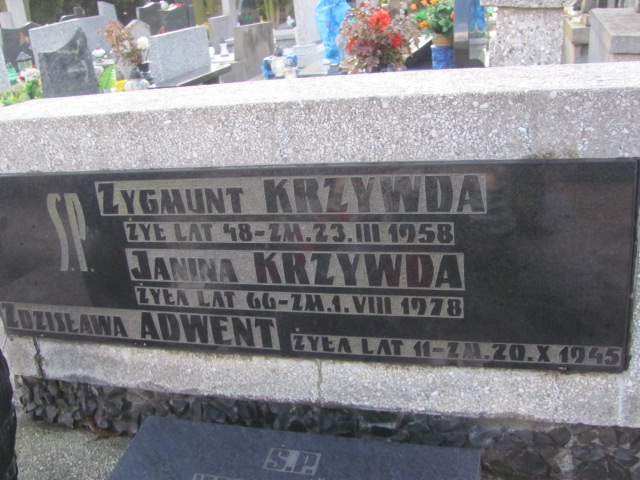 S.P. ZYGMUNT KRZYWDA
ŻYŁ LAT 48-ZM. 23.III 1958
JANINA KRZYWDA
ŻYŁA LAT 66-ZM. 1. VIII 1978
ZDZISŁAWA ADWENT ŻYŁA LAT 11-ZM. 20.X 1945
S.P.